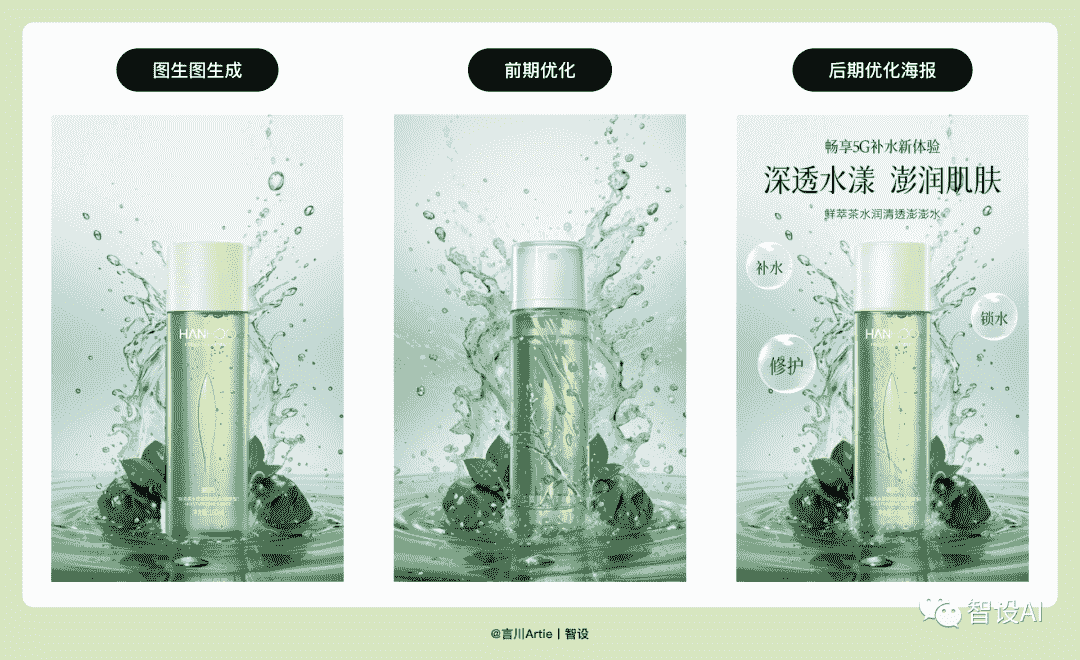 图生图生成
前期优化
后期优化海报
畅享5G补水新体验
深透水漾 澎润肌肤
鲜萃茶水润清透澎澎水
补水
锁水
修护
HAN
HAN
智设AI
@言川Artie | 智设